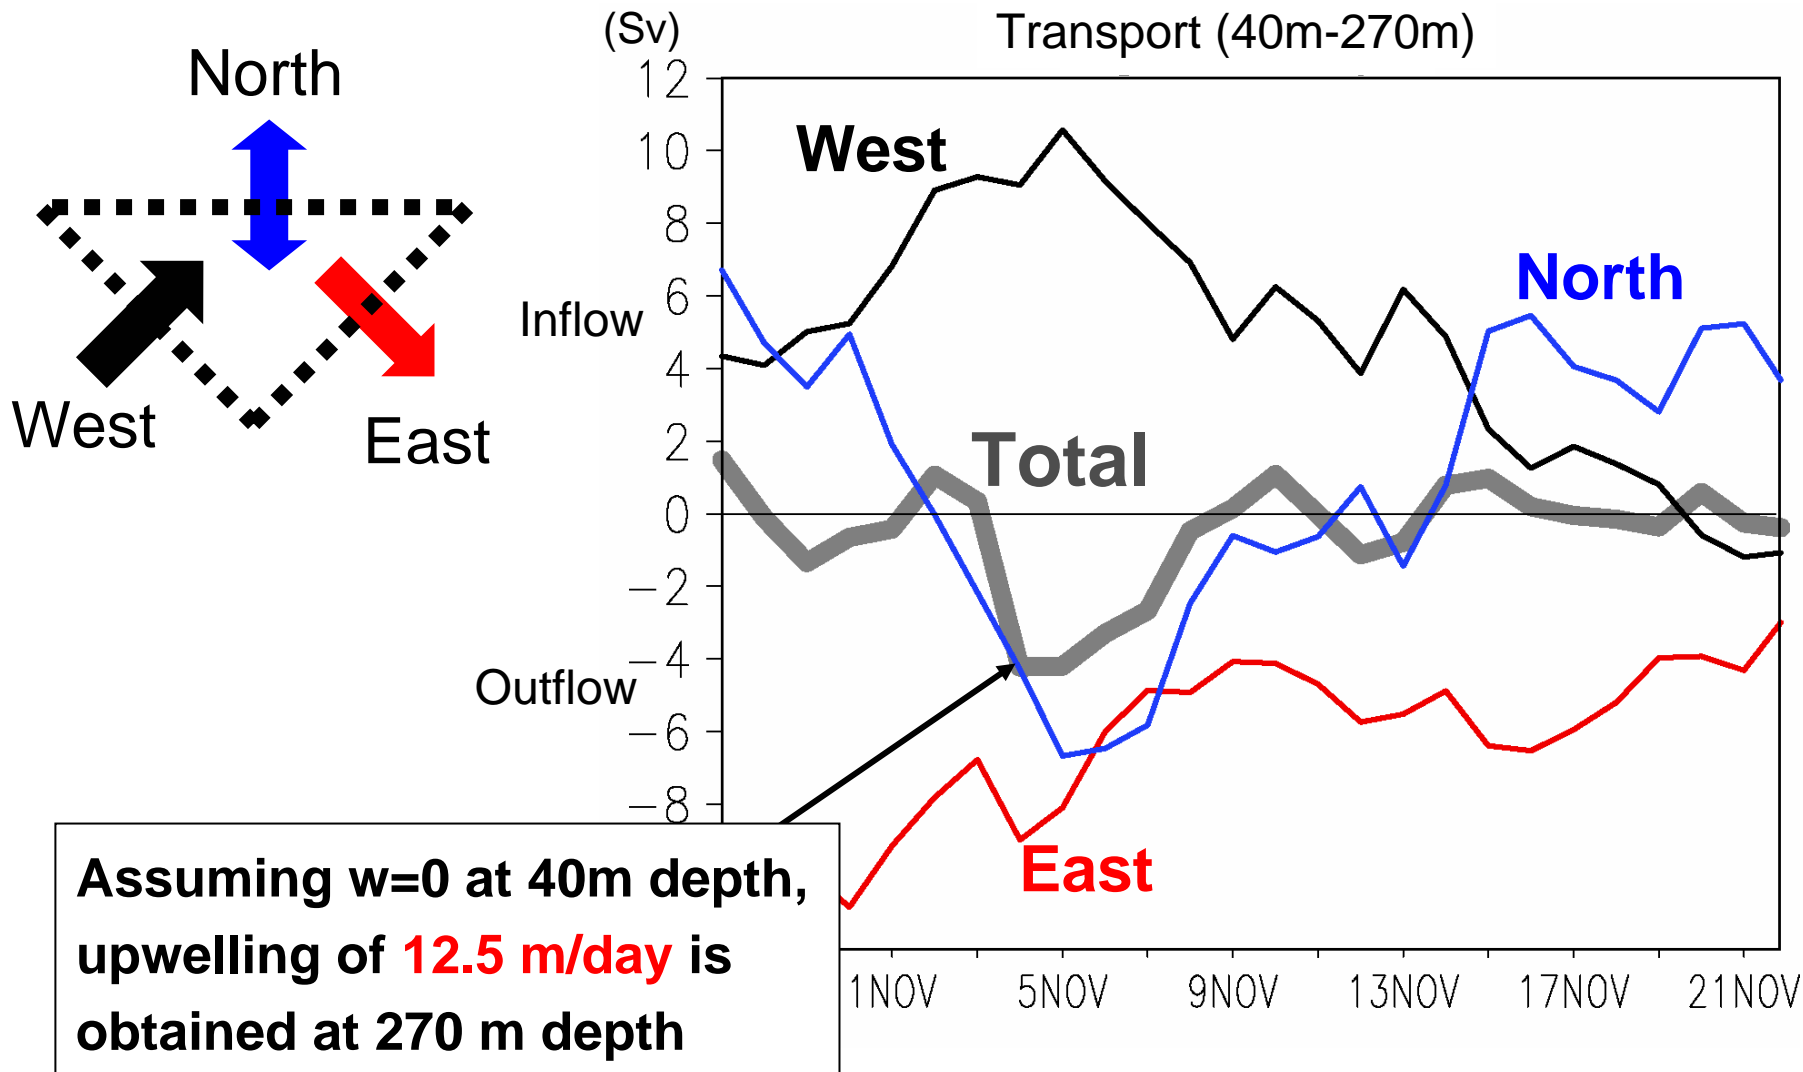 (Sv)
Transport (40m-270m)
North
West
East
Inflow
Outflow
12
10
8
6
4
2
0
−2
−4
−6
−8
West
North
Total
East
1NOV
5NOV
9NOV
13NOV
17NOV
21NOV
Assuming w=0 at 40m depth,
upwelling of 12.5 m/day is
obtained at 270 m depth